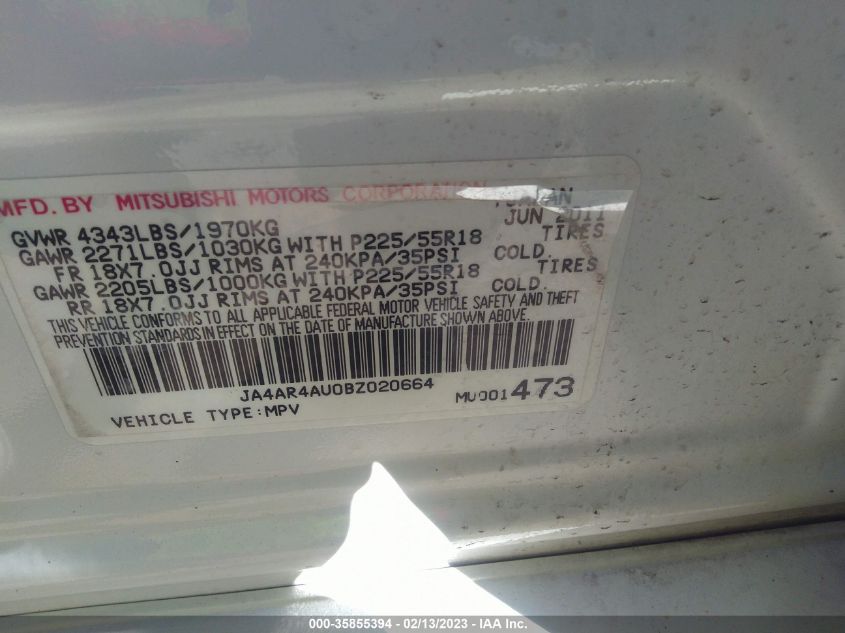 MFD. BY MITSUBISHI MOTORS CORPORATION
JUN 2011
GVWR 4343LBS/1970KG
GAWR 2271LBS/1030KG WITH P225/55R18 TIRES
FR 18X7.0JJ RIMS AT 240KPA/35PSI COLD.
GAWR 2205LBS/1000KG WITH P225/55R18 TIRES
RR 18X7.0JJ RIMS AT 240KPA/35PSI COLD.
THIS VEHICLE CONFORMS TO ALL APPLICABLE FEDERAL MOTOR VEHICLE SAFETY AND THEFT
PREVENTION STANDARDS IN EFFECT ON THE DATE OF MANUFACTURE SHOWN ABOVE.
JA4AR4AU0BZ020664
MU001473
VEHICLE TYPE:MPV
000-35855394 - 02/13/2023 - IAA Inc.